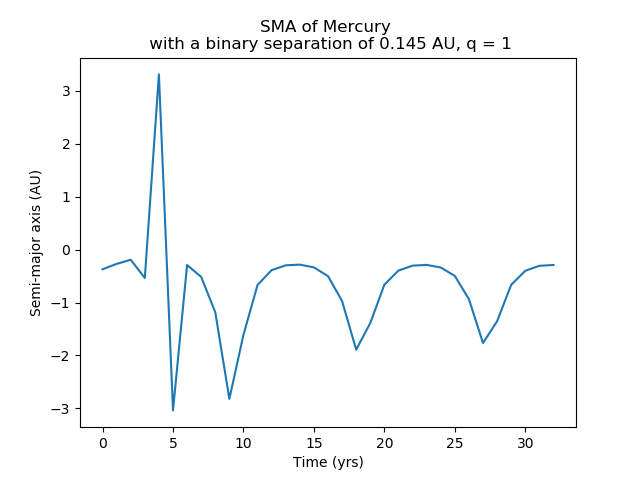 SMA of Mercury
with a binary separation of 0.145 AU, q = 1
Semi-major axis (AU)
3
2
1
0
−1
−2
−3
0 5 10 15 20 25 30
Time (yrs)